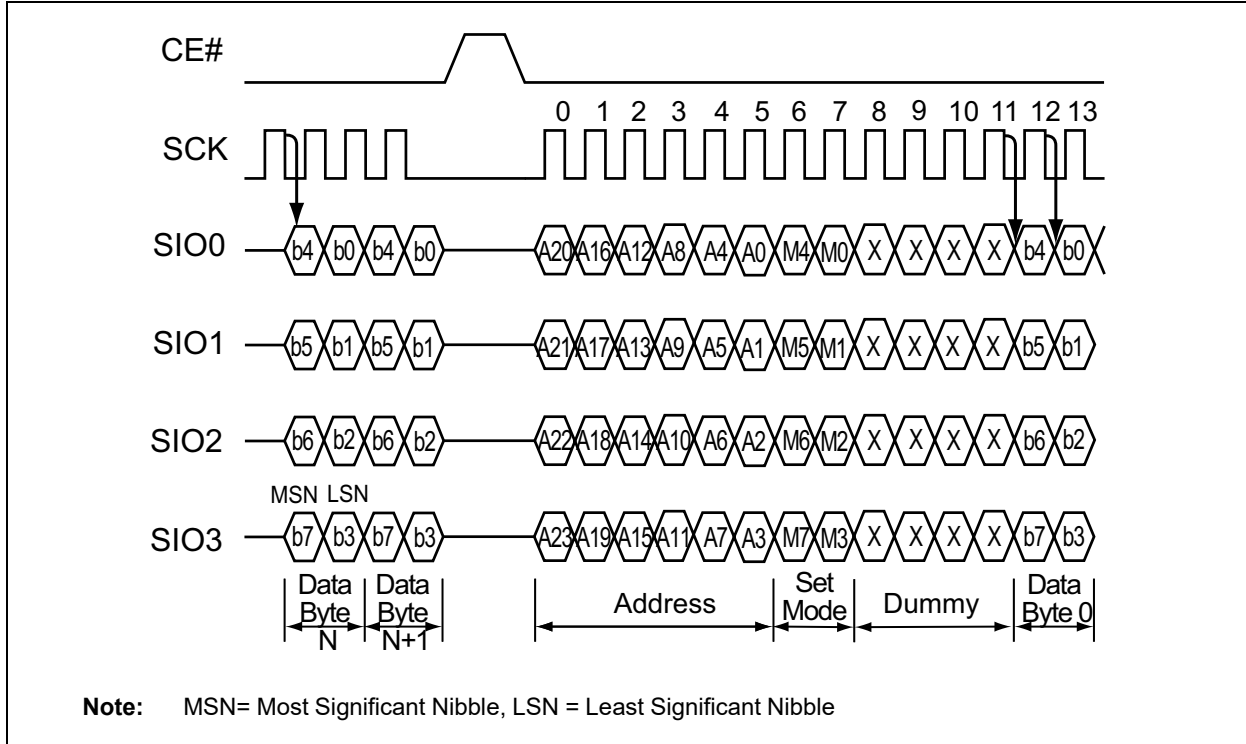 CE#
0 1 2 3 4 5 6 7 8 9 10 11 12 13
SCK
SIO0 b4 b0 b4 b0 A20 A16 A12 A8 A4 A0 M4 M0 X X X X b4 b0
SIO1 b5 b1 b5 b1 A21 A17 A13 A9 A5 A1 M5 M1 X X X X b5 b1
SIO2 b6 b2 b6 b2 A22 A18 A14 A10 A6 A2 M6 M2 X X X X b6 b2
MSN LSN
SIO3 b7 b3 b7 b3 A23 A19 A15 A11 A7 A3 M7 M3 X X X X b7 b3
Data Byte N
Data Byte N+1
Address
Set Mode
Dummy
Data Byte 0
Note: MSN= Most Significant Nibble, LSN = Least Significant Nibble